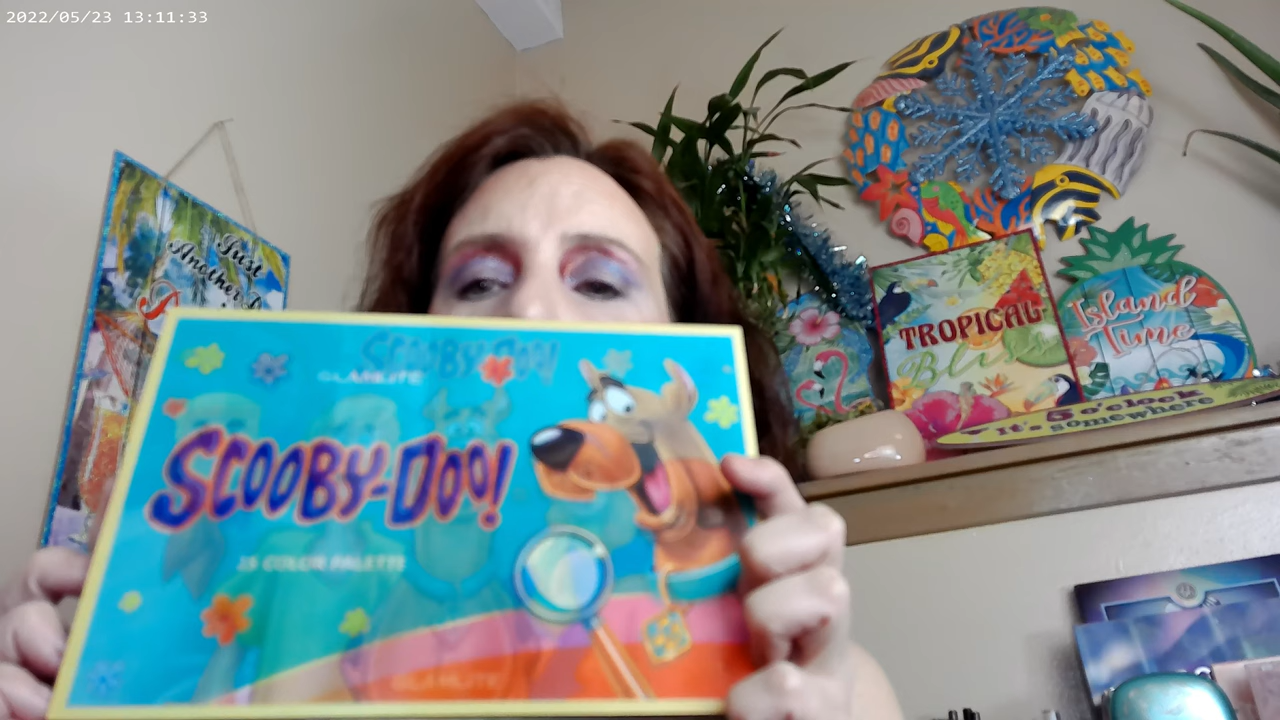 2022/05/23 13:11:33
Just
Another
TROPICAL
Bliss
Island
Time
it's 5 o'clock
somewhere
SCOOBY-DOO!
GLAMLITE
SCOOBY-DOO!
25 COLOR PALETTE
GLAMLITE